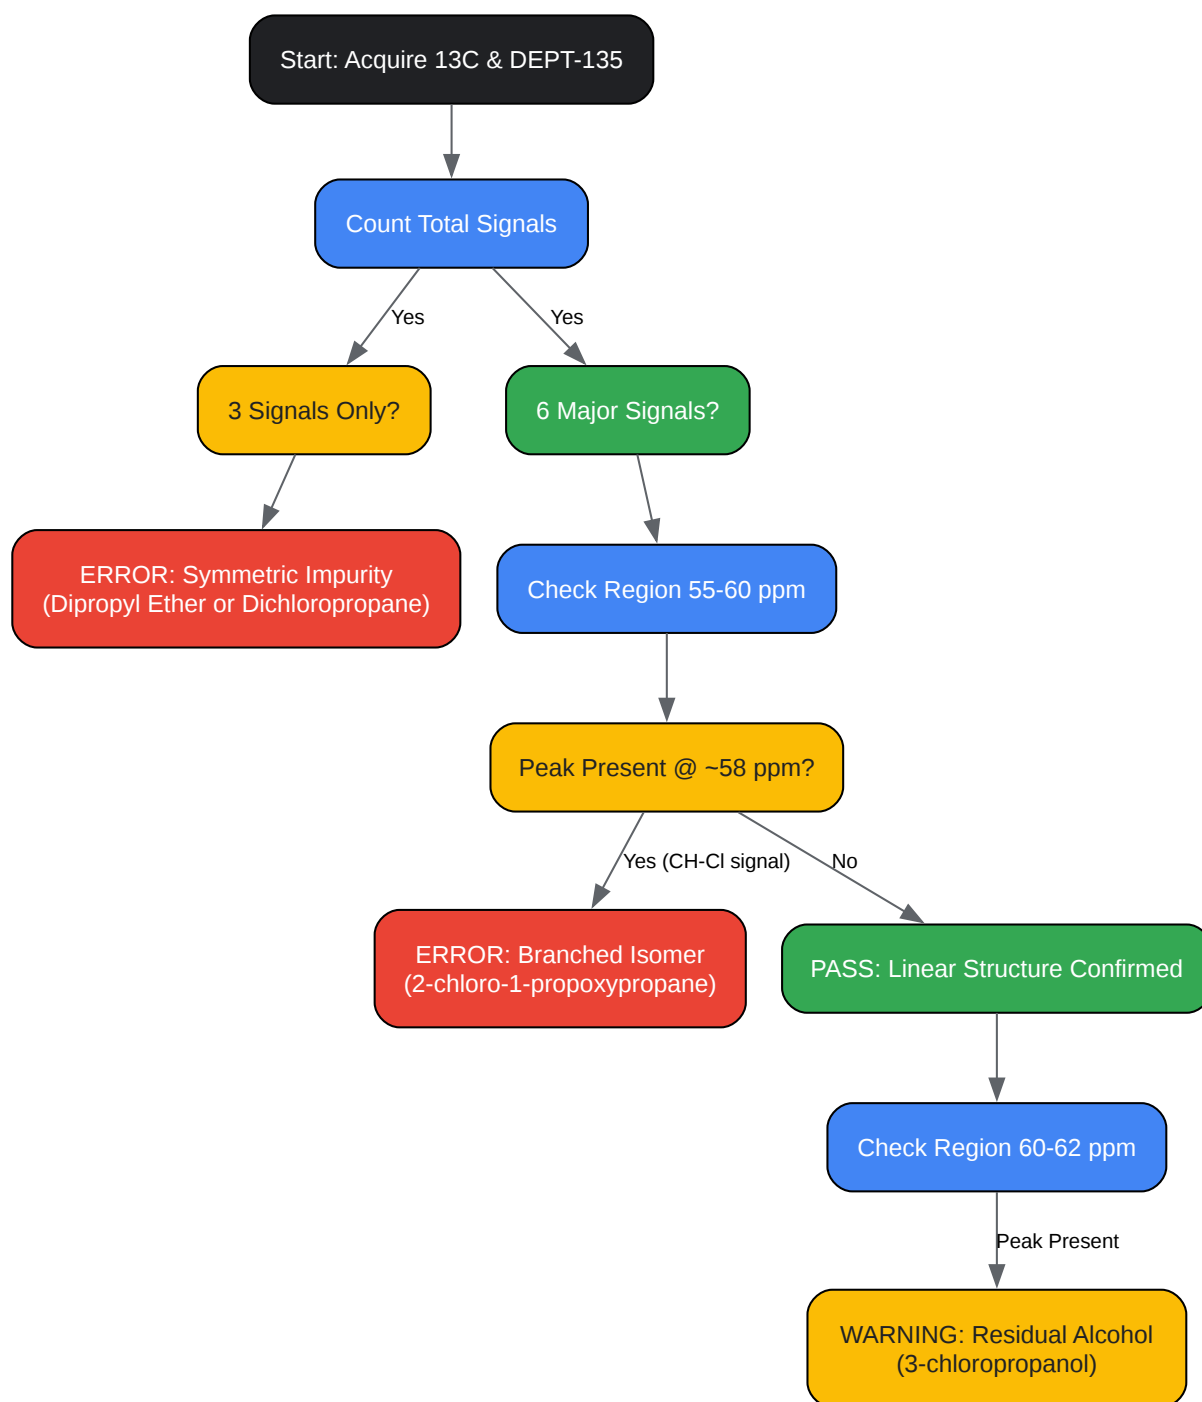 Start: Acquire 13C & DEPT-135
Count Total Signals
Yes
Yes
3 Signals Only?
6 Major Signals?
ERROR: Symmetric Impurity
(Dipropyl Ether or Dichloropropane)
Check Region 55-60 ppm
Peak Present @ ~58 ppm?
Yes (CH-Cl signal)
No
ERROR: Branched Isomer
(2-chloro-1-propoxypropane)
PASS: Linear Structure Confirmed
Check Region 60-62 ppm
Peak Present
WARNING: Residual Alcohol
(3-chloropropanol)